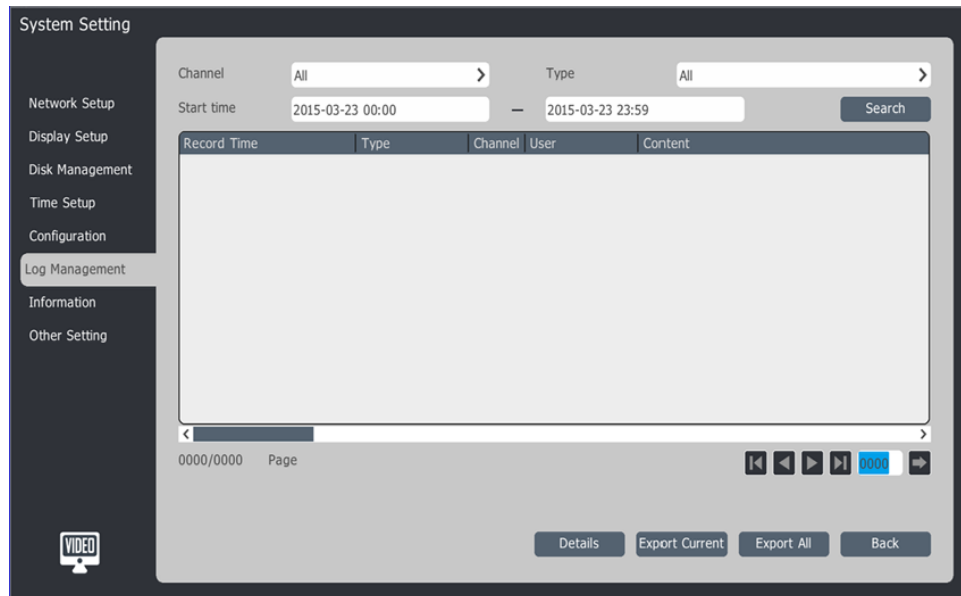 System Setting
Channel All > Type All >
Network Setup Start time 2015-03-23 00:00 — 2015-03-23 23:59 Search
Display Setup Record Time Type Channel User Content
Disk Management
Time Setup
Configuration
Log Management
Information
Other Setting
0000/0000 Page 0000
VIDEO Details Export Current Export All Back